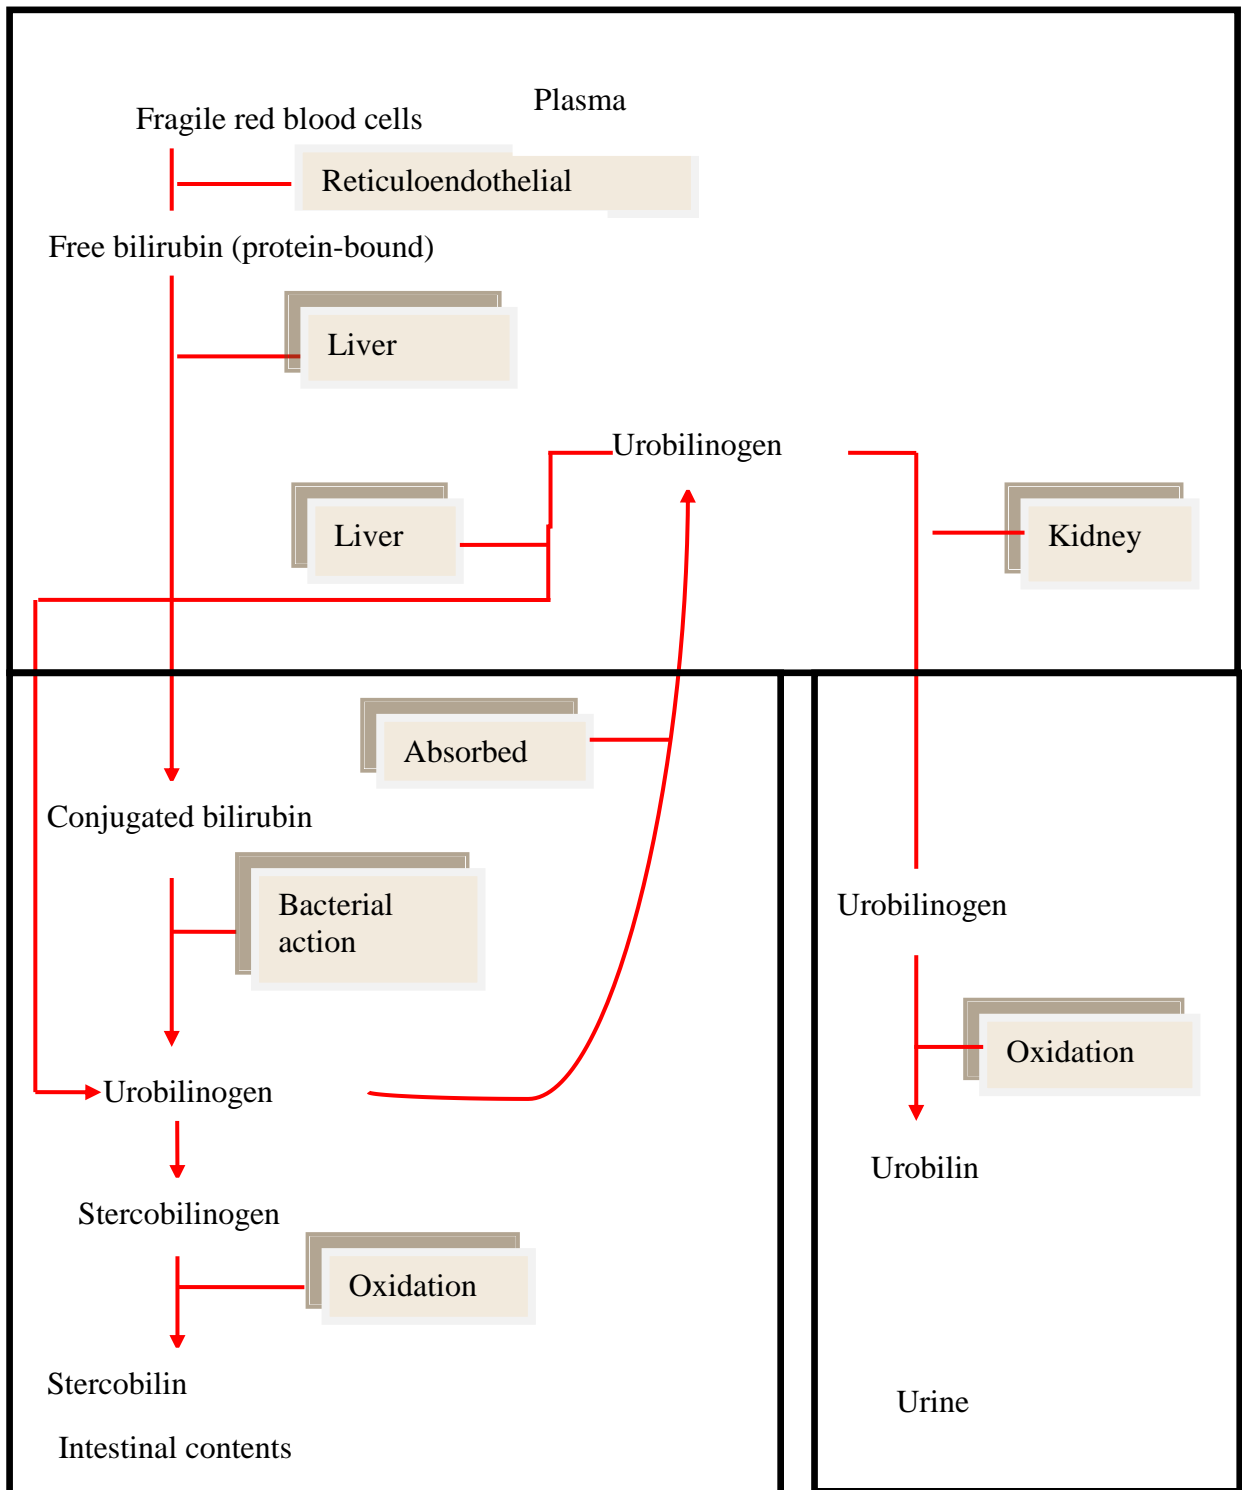 Plasma
Fragile red blood cells
Reticuloendothelial
Free bilirubin (protein-bound)
Liver
Urobilinogen
Liver
Kidney
Absorbed
Conjugated bilirubin
Bacterial
action
Urobilinogen
Urobilinogen
Oxidation
Urobilin
Stercobilinogen
Oxidation
Stercobilin
Urine
Intestinal contents